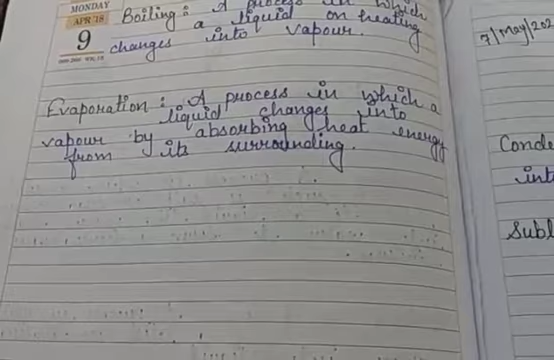 MONDAY
APR '18
9
Boiling : A process in which
a liquid on heating
changes into vapour.
Evaporation : A process in which a
liquid changes into
vapour by absorbing heat energy
from its surrounding.
7/May/202
Conde
into
Subl